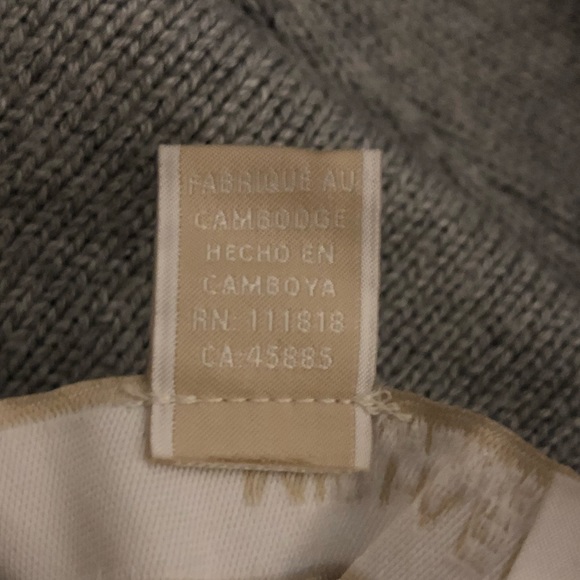 FABRIQUE AU
CAMBODGE
HECHO EN
CAMBOYA
RN: 111818
CA:45885